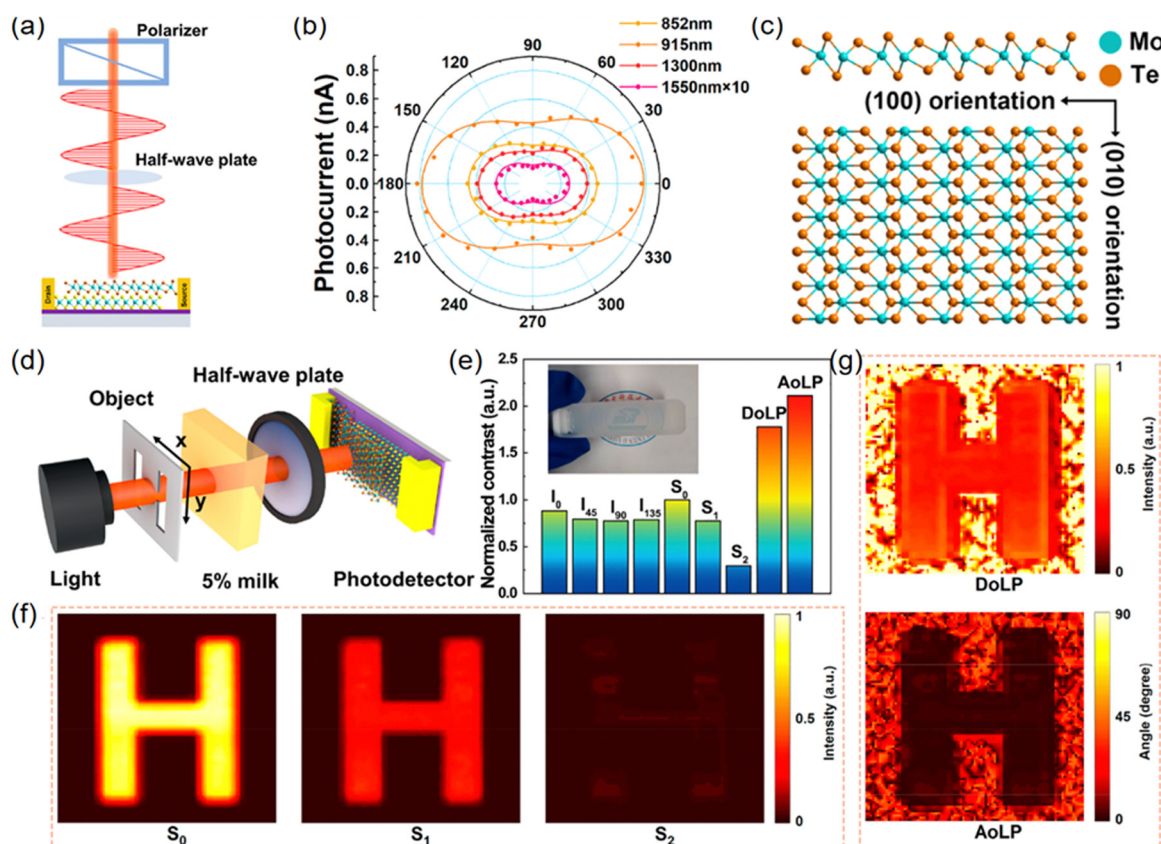 (a)
Polarizer
Half-wave plate
Drain
Source
(b)
Photocurrent (nA)
0.8
0.6
0.4
0.2
0.0
0.2
0.4
0.6
0.8
90
120
60
150
30
180
0
210
330
240
300
270
852nm
915nm
1300nm
1550nm×10
(c)
Mo
Te
(100) orientation
(010) orientation
(d)
Half-wave plate
Object
x
y
Light
5% milk
Photodetector
(e)
Normalized contrast (a.u.)
2.5
2.0
1.5
1.0
0.5
0.0
I₀
I₄₅
I₉₀
I₁₃₅
S₀
S₁
S₂
DoLP
AoLP
(f)
S₀
S₁
S₂
1
0.5
0
Intensity (a.u.)
(g)
1
0.5
0
Intensity (a.u.)
DoLP
90
45
0
Angle (degree)
AoLP